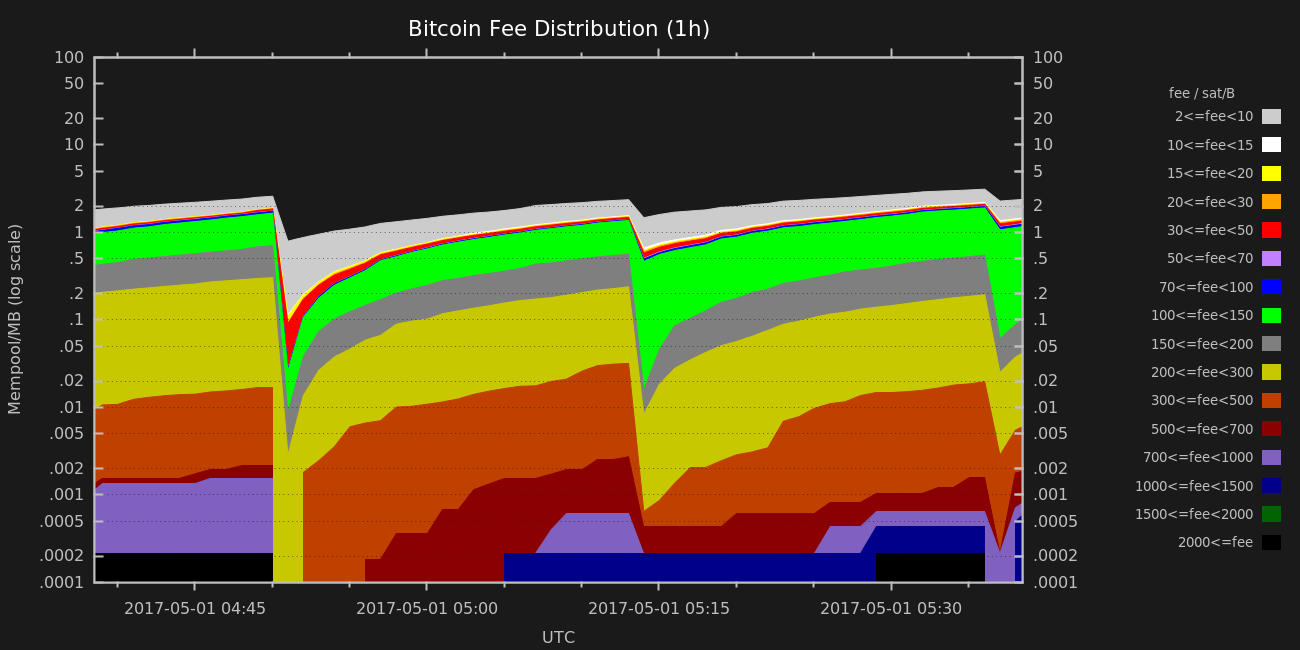 Bitcoin Fee Distribution (1h)
100
50
20
10
5
2
1
.5
.2
.1
.05
.02
.01
.005
.002
.001
.0005
.0002
.0001
Mempool/MB (log scale)
100
50
20
10
5
2
1
.5
.2
.1
.05
.02
.01
.005
.002
.001
.0005
.0002
.0001
2017-05-01 04:45
2017-05-01 05:00
2017-05-01 05:15
2017-05-01 05:30
UTC
fee / sat/B
2<=fee<10
10<=fee<15
15<=fee<20
20<=fee<30
30<=fee<50
50<=fee<70
70<=fee<100
100<=fee<150
150<=fee<200
200<=fee<300
300<=fee<500
500<=fee<700
700<=fee<1000
1000<=fee<1500
1500<=fee<2000
2000<=fee